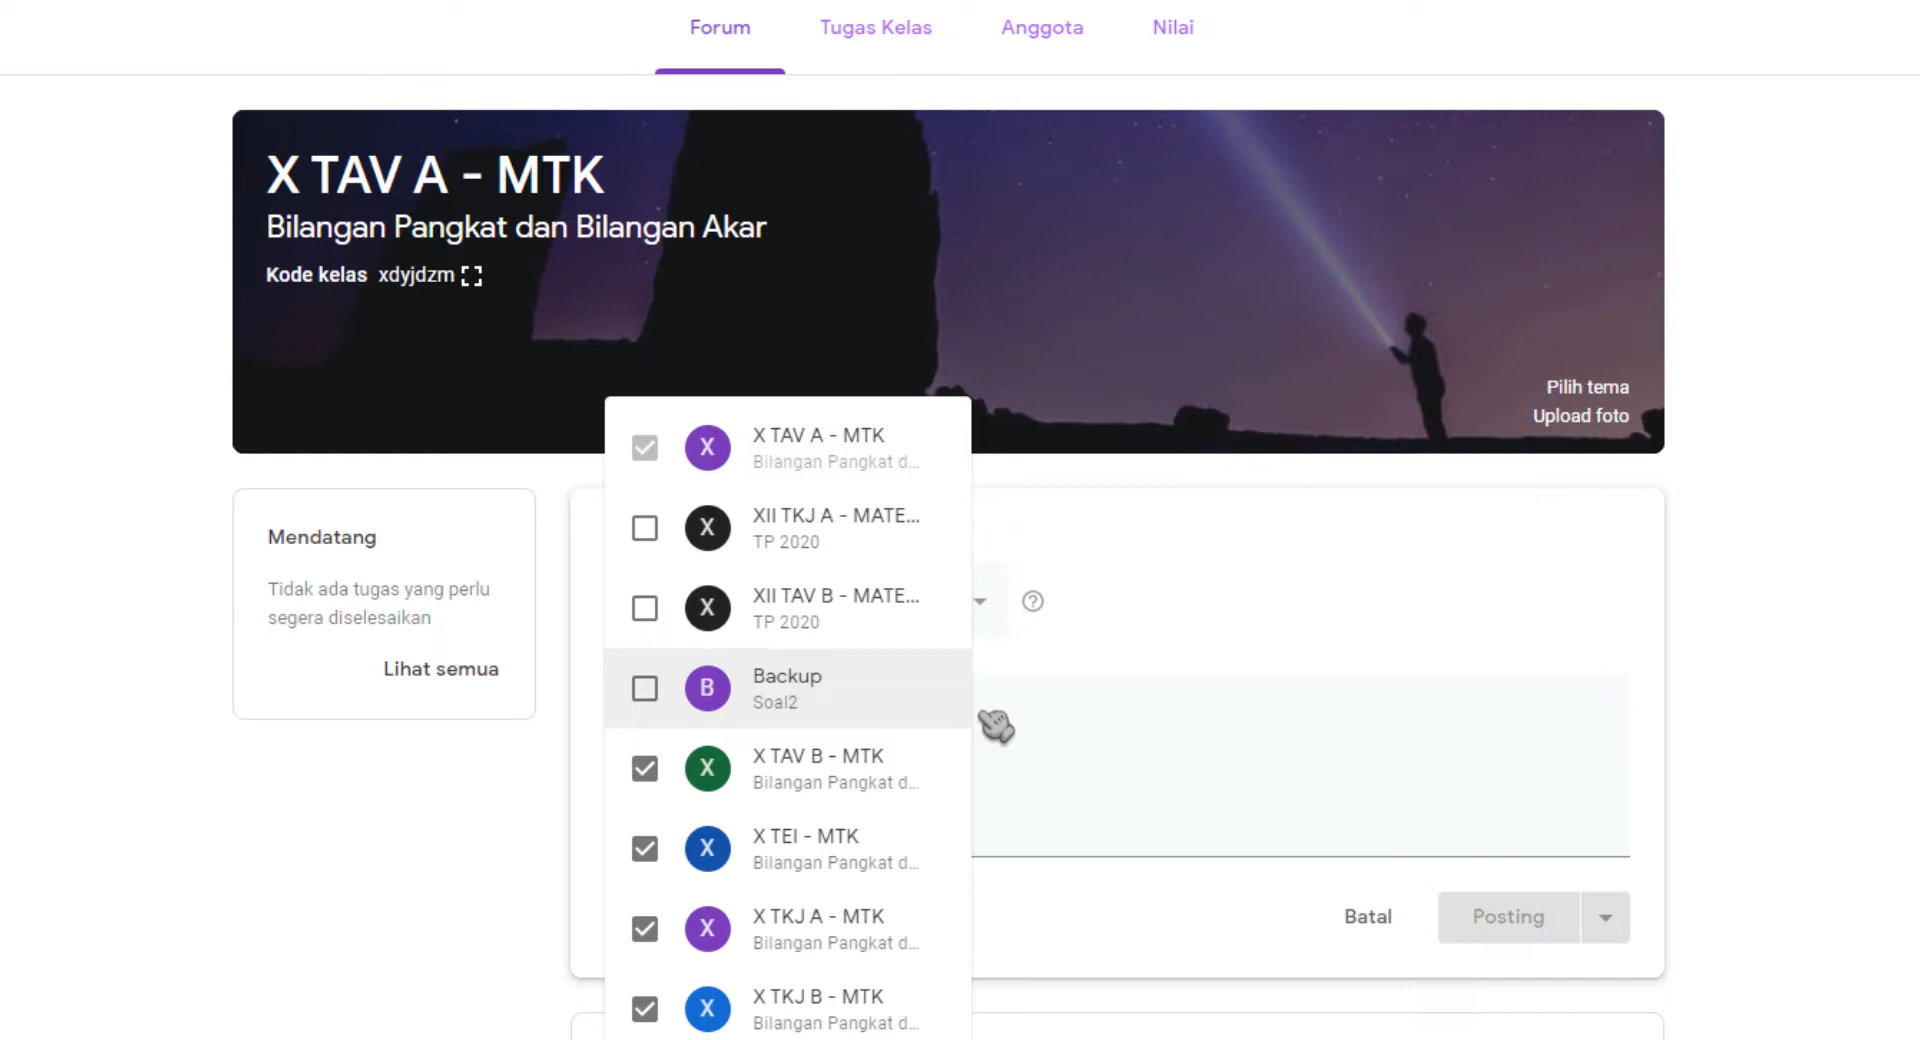 Forum
Tugas Kelas
Anggota
Nilai
X TAV A - MTK
Bilangan Pangkat dan Bilangan Akar
Kode kelas xdyjdzm
Pilih tema
Upload foto
Mendatang
Tidak ada tugas yang perlu
segera diselesaikan
Lihat semua
X
X TAV A - MTK
Bilangan Pangkat d...
X
XII TKJ A - MATE...
TP 2020
X
XII TAV B - MATE...
TP 2020
B
Backup
Soal2
X
X TAV B - MTK
Bilangan Pangkat d...
X
X TEI - MTK
Bilangan Pangkat d...
X
X TKJ A - MTK
Bilangan Pangkat d...
X
X TKJ B - MTK
Bilangan Pangkat d...
?
Batal
Posting